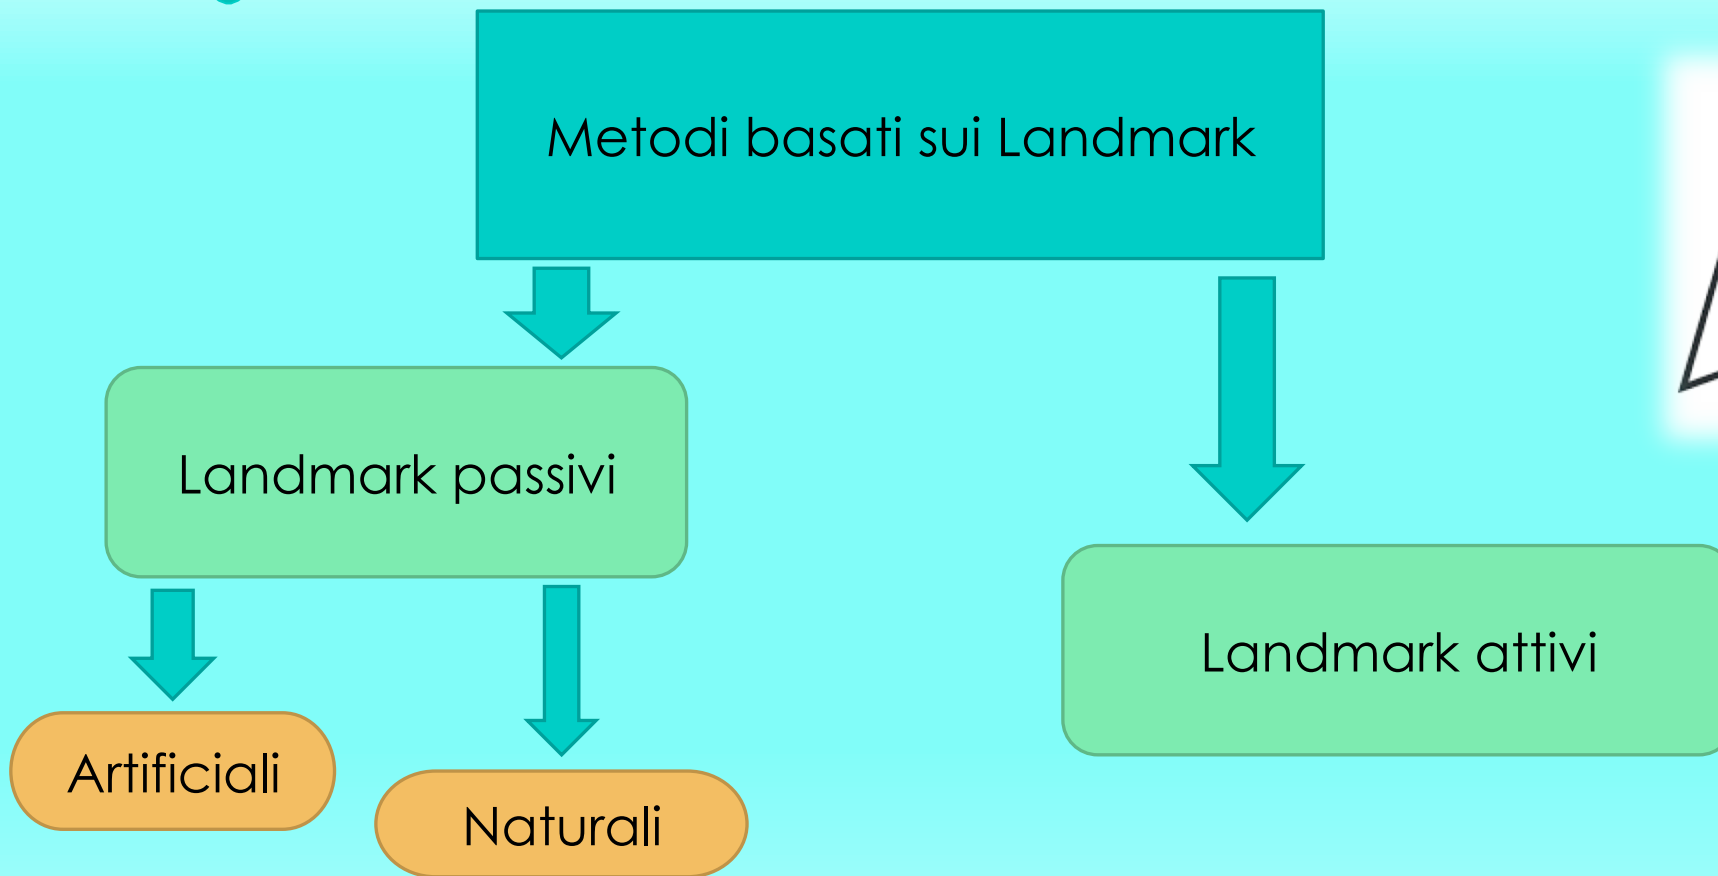 Metodi basati sui Landmark
Landmark passivi
Landmark attivi
Artificiali
Naturali